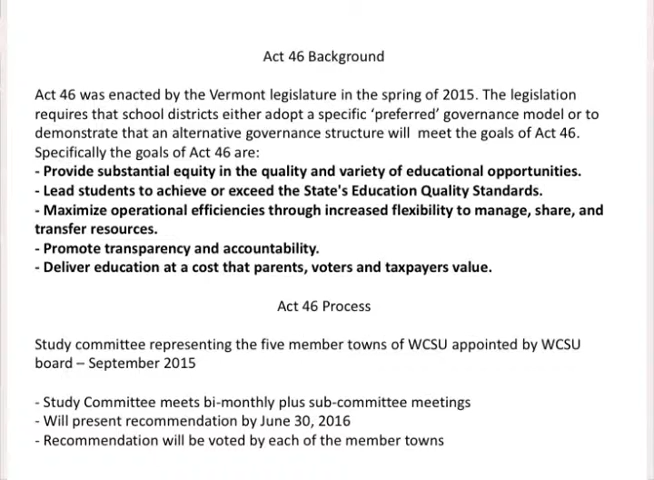 Act 46 Background
Act 46 was enacted by the Vermont legislature in the spring of 2015. The legislation
requires that school districts either adopt a specific ‘preferred’ governance model or to
demonstrate that an alternative governance structure will  meet the goals of Act 46.
Specifically the goals of Act 46 are:
- Provide substantial equity in the quality and variety of educational opportunities.
- Lead students to achieve or exceed the State's Education Quality Standards.
- Maximize operational efficiencies through increased flexibility to manage, share, and
transfer resources.
- Promote transparency and accountability.
- Deliver education at a cost that parents, voters and taxpayers value.
Act 46 Process
Study committee representing the five member towns of WCSU appointed by WCSU
board – September 2015
- Study Committee meets bi-monthly plus sub-committee meetings
- Will present recommendation by June 30, 2016
- Recommendation will be voted by each of the member towns